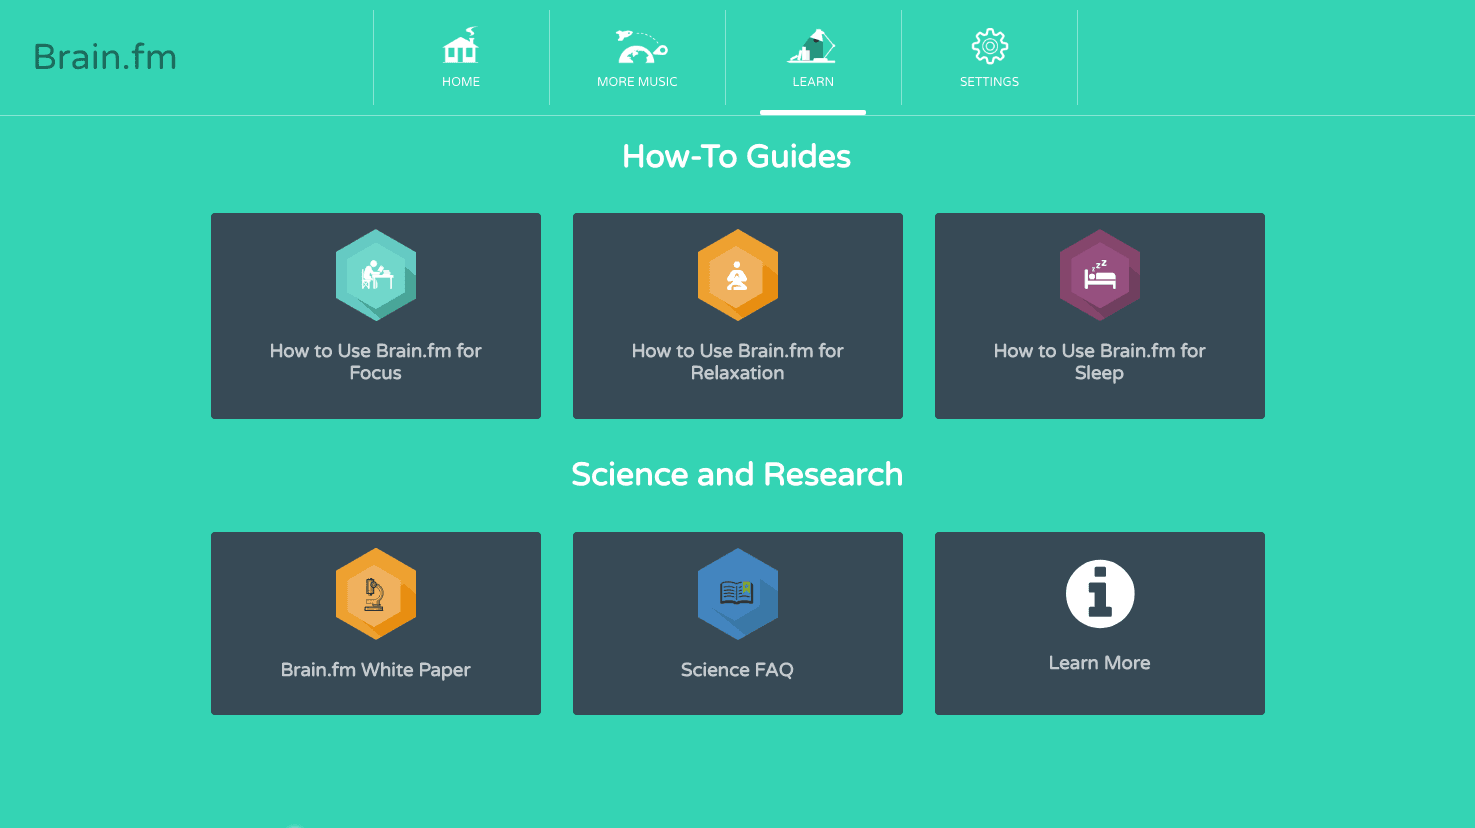 Brain.fm
HOME
MORE MUSIC
LEARN
SETTINGS
How-To Guides
How to Use Brain.fm for
Focus
How to Use Brain.fm for
Relaxation
How to Use Brain.fm for
Sleep
Science and Research
Brain.fm White Paper
Science FAQ
Learn More